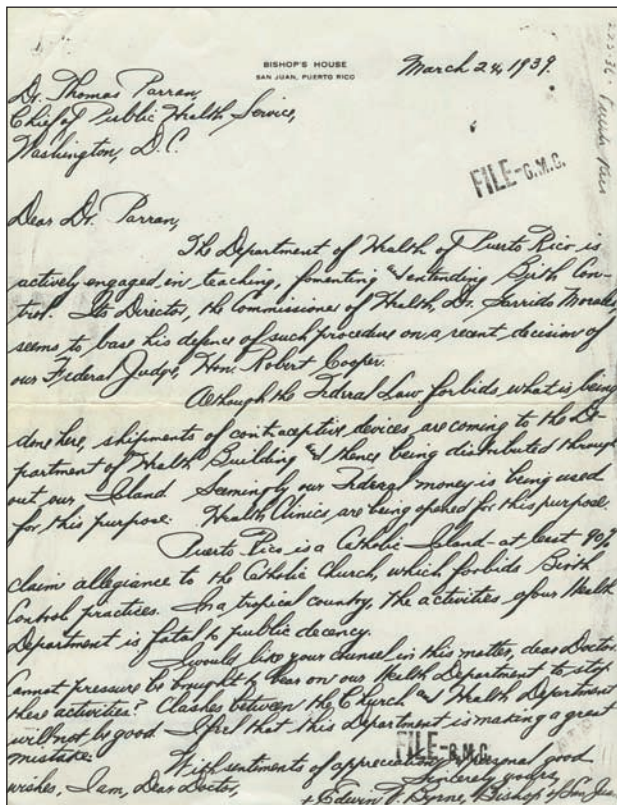 BISHOP'S HOUSE
SAN JUAN, PUERTO RICO
March 24, 1939.
Dr. Thomas Parran,
Chief of Public Health Service,
Washington, D.C.
FILE-G.M.C.
Dear Dr. Parran,
The Department of Health of Puerto Rico is
actively engaged in teaching, fomenting and extending Birth Con-
trol. Its Director, the Commissioner of Health, Dr. Garrido Morales,
seems to base his defence of such procedure on a recent decision of
our Federal Judge, Hon. Robert Cooper.
Although the Federal Law forbids what is being
done here, shipments of contraceptive devices are coming to the De-
partment of Health Building and thence being distributed through
out our Island. Seemingly our Federal money is being used
for this purpose. Health Clinics are being opened for this purpose.
Puerto Rico is a Catholic Island - at least 90%
claim allegiance to the Catholic Church, which forbids Birth
Control practices. In a tropical country, the activities of our Health
Department is fatal to public decency.
I would like your counsel in this matter, dear Doctor.
Cannot pressure be brought to bear on our Health Department to stop
these activities? Clashes between the Church and Health Department
will not be good. I feel that this Department is making a great
mistake.
FILE-G.M.C.
With sentiments of appreciation, personal good
wishes, I am, Dear Doctor,
Sincerely yours,
+ Edwin V. Byrne, Bishop of San Juan